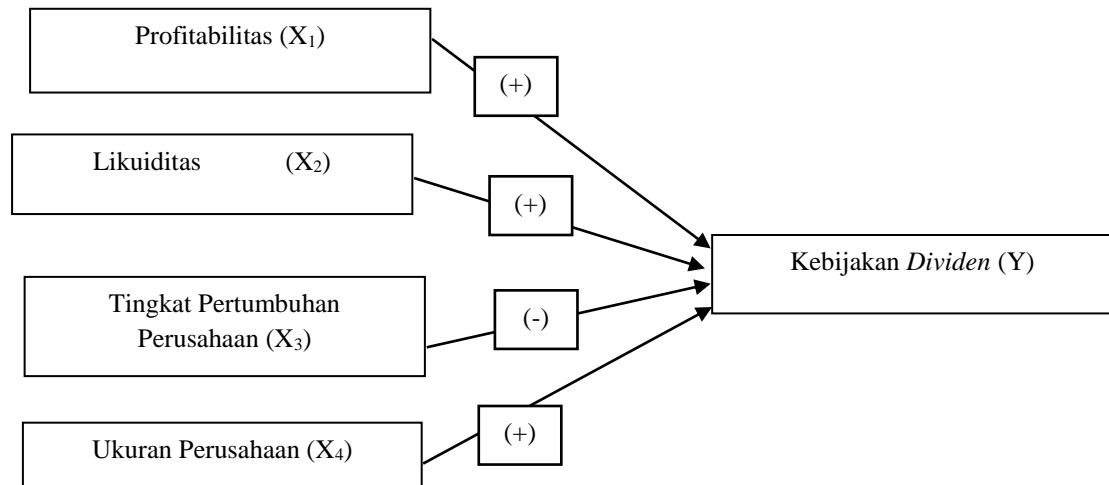 Profitabilitas (X₁)
(+)
Likuiditas (X₂)
(+)
Kebijakan Dividen (Y)
Tingkat Pertumbuhan
Perusahaan (X₃)
(-)
Ukuran Perusahaan (X₄)
(+)